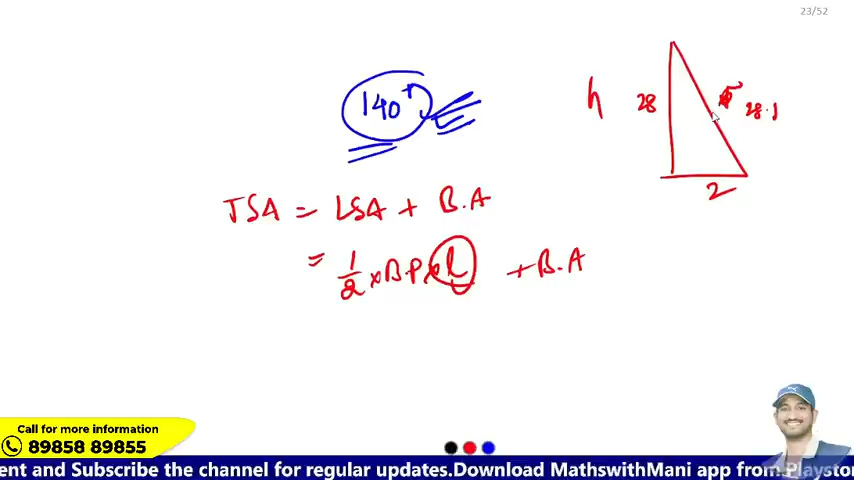 23/52
140+
h 28 28.1
2
TSA = LSA + B.A
= 1/2 × B.P × l + B.A
Call for more information
89858 89855
ent and Subscribe the channel for regular updates.Download MathswithMani app from Playstor